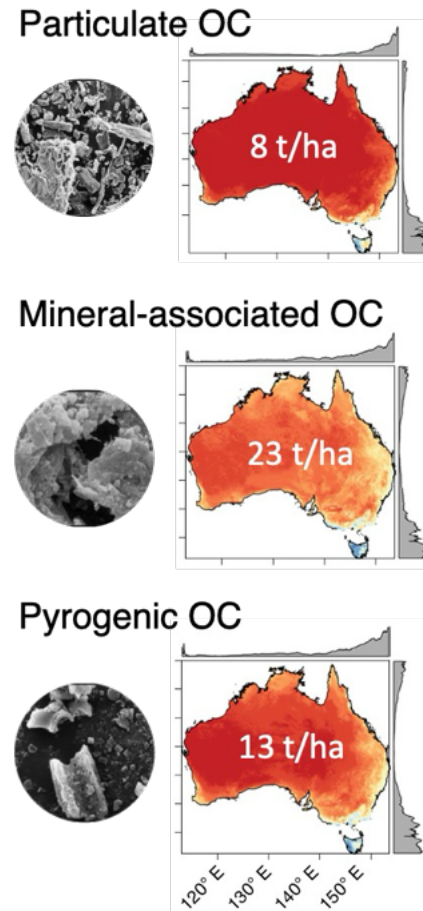 Particulate OC
8 t/ha
Mineral-associated OC
23 t/ha
Pyrogenic OC
13 t/ha
120° E 130° E 140° E 150° E